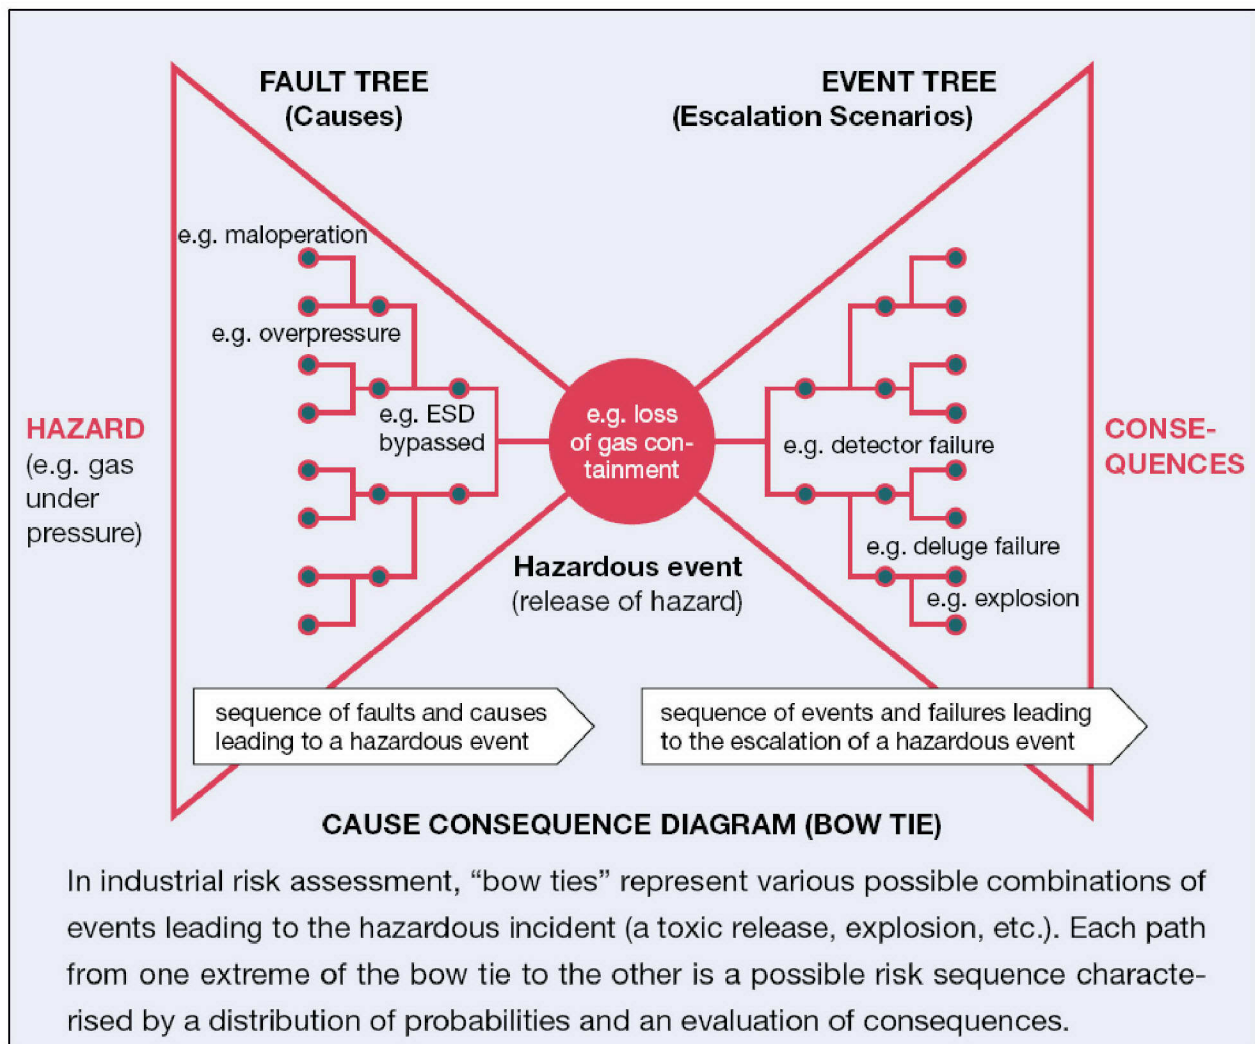 FAULT TREE
(Causes)
EVENT TREE
(Escalation Scenarios)
e.g. maloperation
e.g. overpressure
e.g. ESD
bypassed
HAZARD
(e.g. gas
under
pressure)
e.g. loss
of gas con-
tainment
Hazardous event
(release of hazard)
e.g. detector failure
e.g. deluge failure
e.g. explosion
CONSE-
QUENCES
sequence of faults and causes
leading to a hazardous event
sequence of events and failures leading
to the escalation of a hazardous event
CAUSE CONSEQUENCE DIAGRAM (BOW TIE)
In industrial risk assessment, “bow ties” represent various possible combinations of
events leading to the hazardous incident (a toxic release, explosion, etc.). Each path
from one extreme of the bow tie to the other is a possible risk sequence characte-
rised by a distribution of probabilities and an evaluation of consequences.